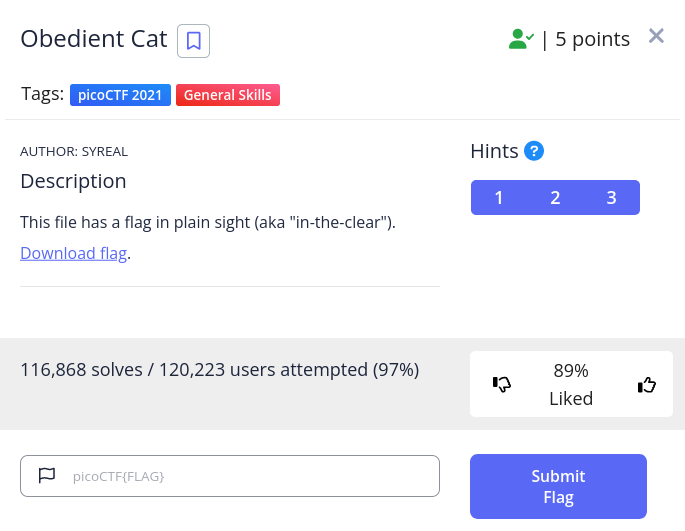 Obedient Cat
| 5 points
Tags: picoCTF 2021 General Skills
AUTHOR: SYREAL
Description
This file has a flag in plain sight (aka "in-the-clear").
Download flag.
Hints ?
1 2 3
116,868 solves / 120,223 users attempted (97%)
89%
Liked
picoCTF{FLAG}
Submit
Flag